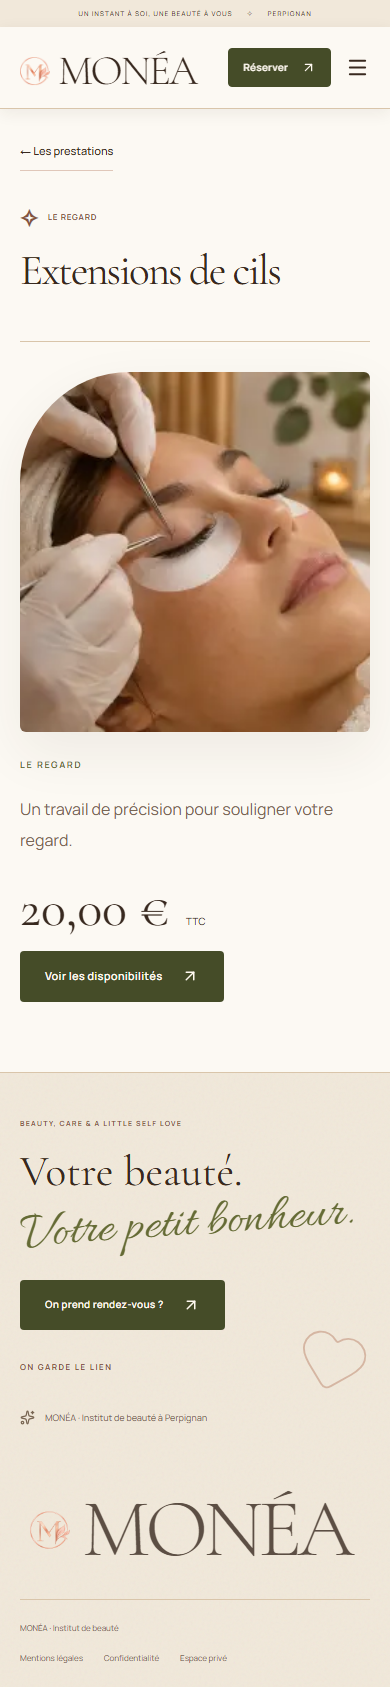 UN INSTANT À SOI, UNE BEAUTÉ À VOUS ✧ PERPIGNAN
M MONÉA Réserver ↗
← Les prestations
LE REGARD
Extensions de cils
LE REGARD
Un travail de précision pour souligner votre
regard.
20,00 € TTC
Voir les disponibilités ↗
BEAUTY, CARE & A LITTLE SELF LOVE
Votre beauté.
Votre petit bonheur.
On prend rendez-vous ? ↗
ON GARDE LE LIEN
MONÉA · Institut de beauté à Perpignan
M MONÉA
MONÉA · Institut de beauté
Mentions légales Confidentialité Espace privé